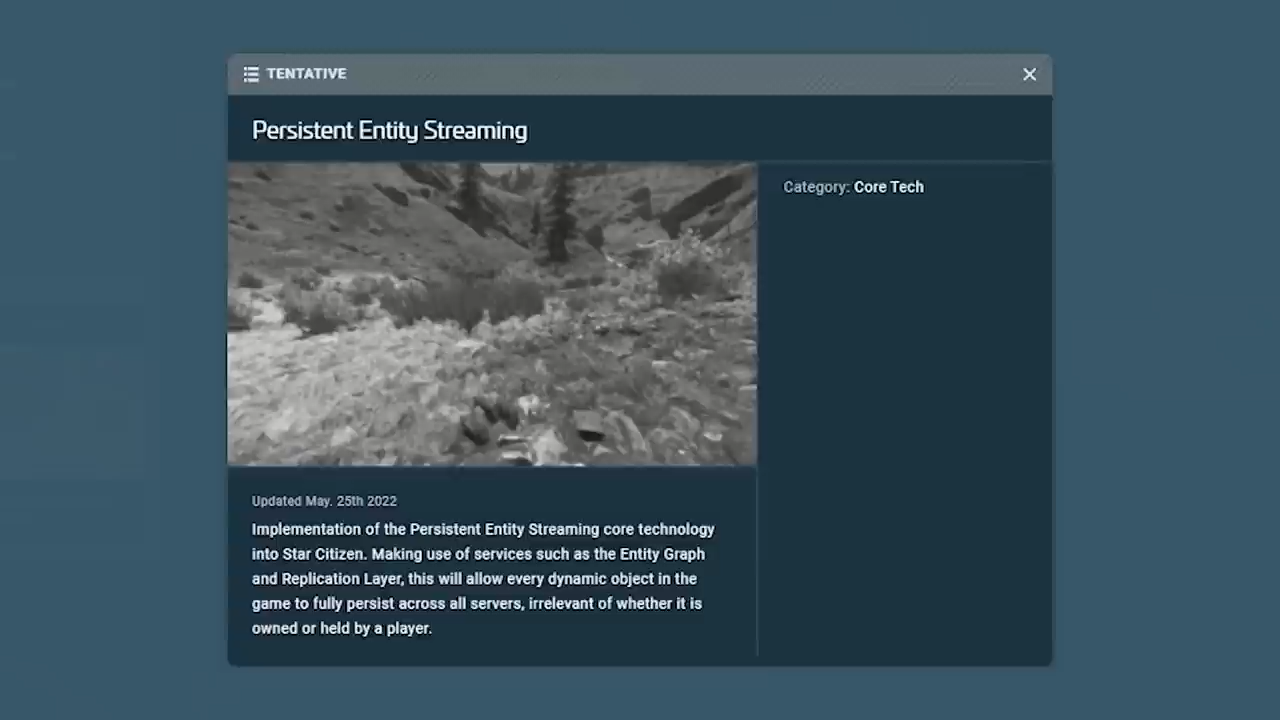 TENTATIVE
Persistent Entity Streaming
Category: Core Tech
Updated May. 25th 2022
Implementation of the Persistent Entity Streaming core technology
into Star Citizen. Making use of services such as the Entity Graph
and Replication Layer, this will allow every dynamic object in the
game to fully persist across all servers, irrelevant of whether it is
owned or held by a player.